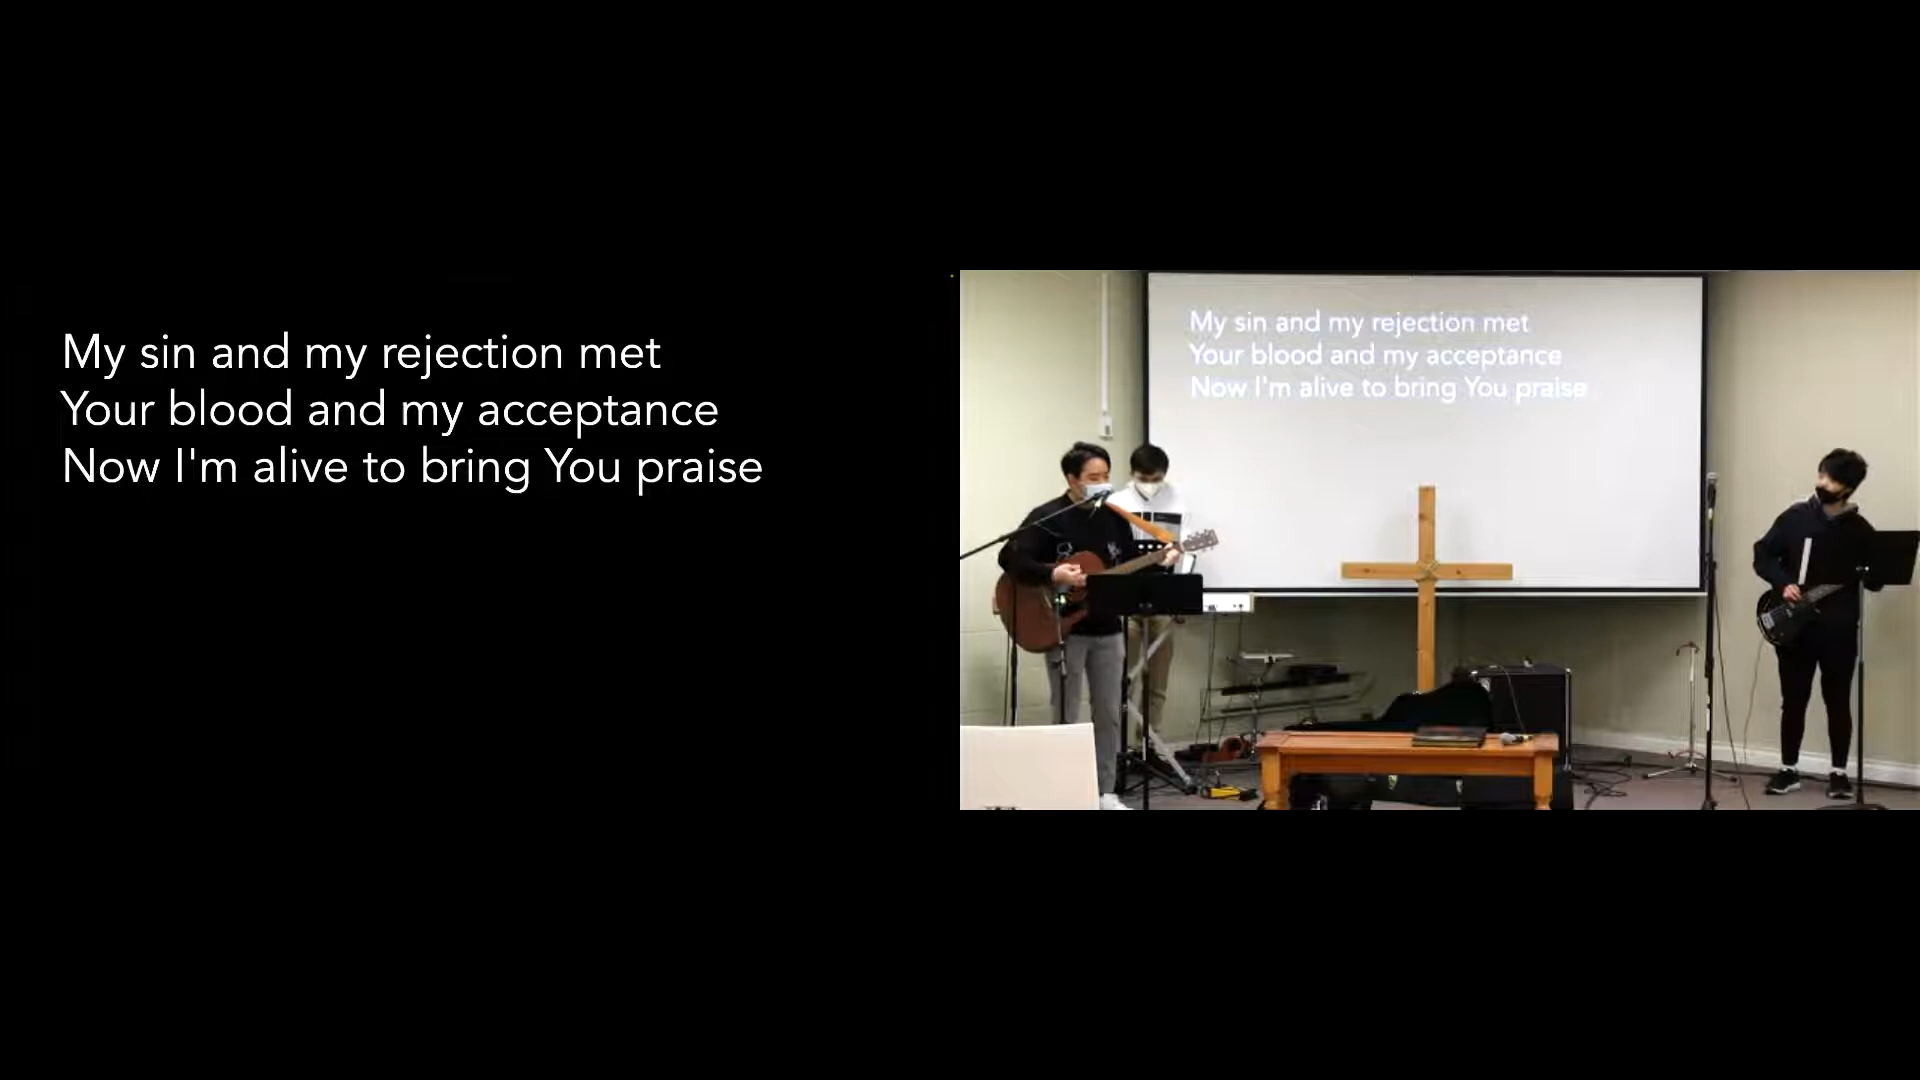 My sin and my rejection met
Your blood and my acceptance
Now I'm alive to bring You praise
My sin and my rejection met
Your blood and my acceptance
Now I'm alive to bring You praise